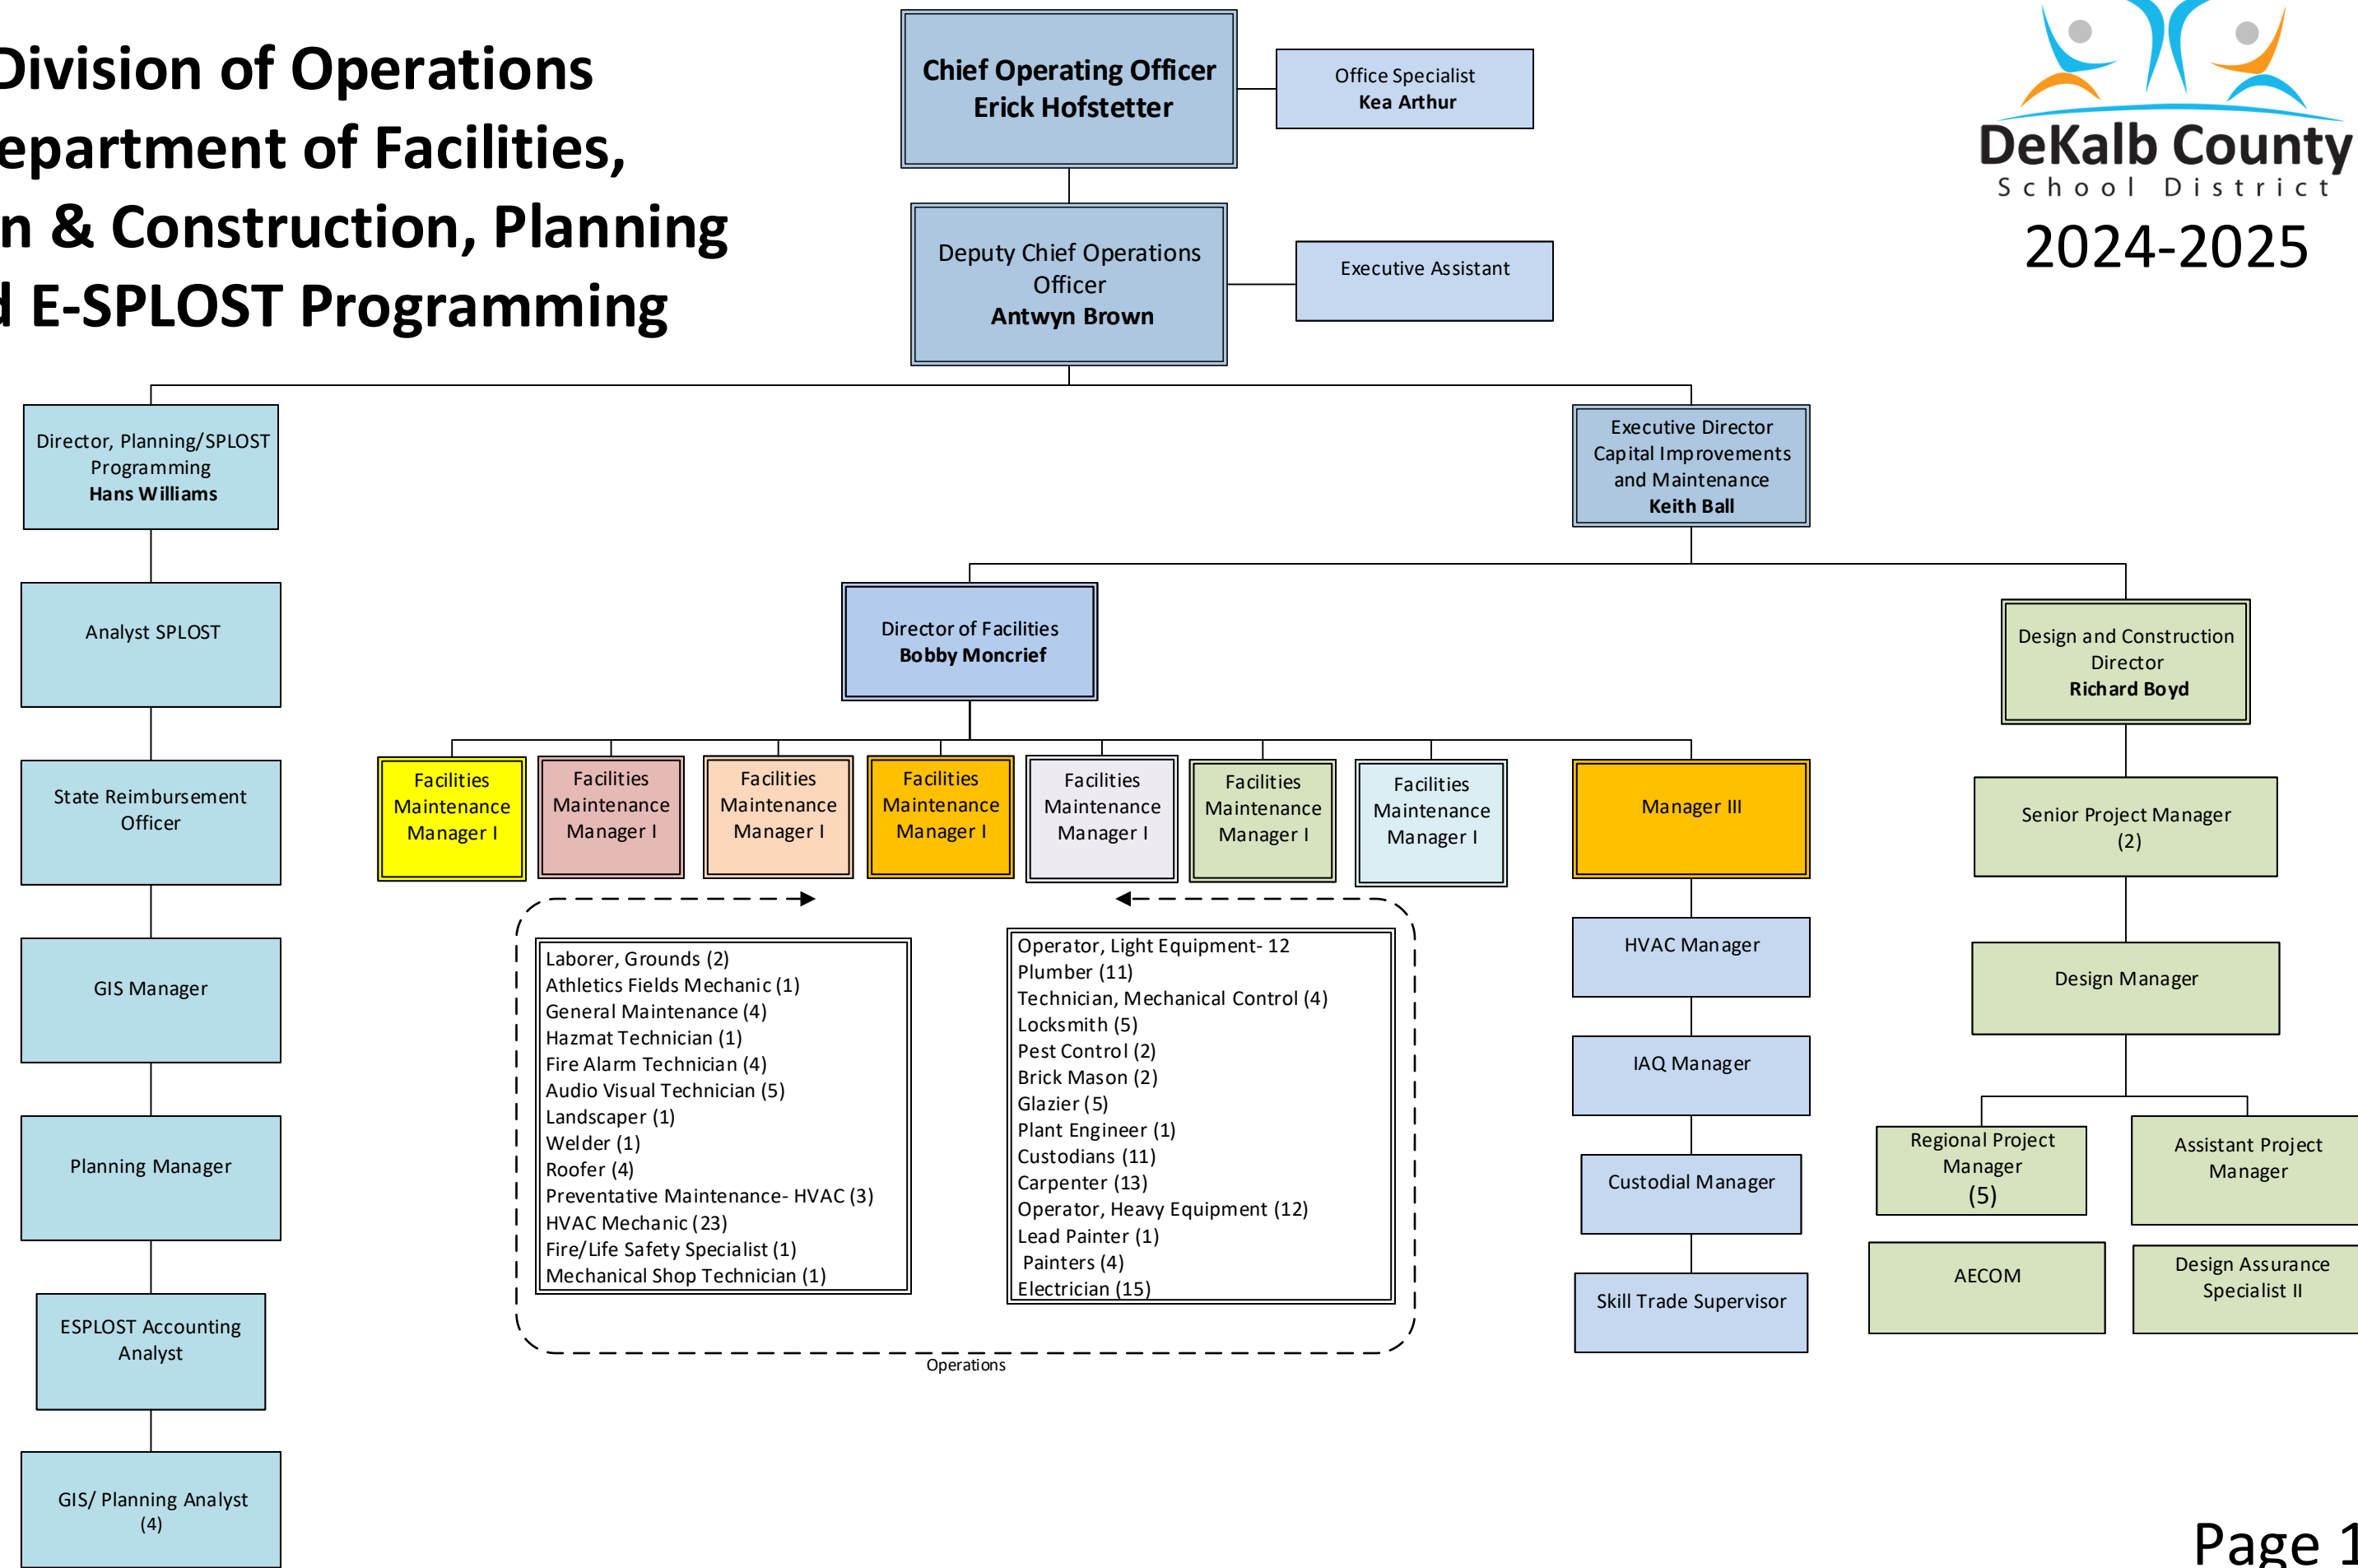 Division of Operations
epartment of Facilities,
n & Construction, Planning
d E-SPLOST Programming
Chief Operating Officer
Erick Hofstetter
Office Specialist
Kea Arthur
DeKalb County
School District
2024-2025
Deputy Chief Operations
Officer
Antwyn Brown
Executive Assistant
Director, Planning/SPLOST
Programming
Hans Williams
Executive Director
Capital Improvements
and Maintenance
Keith Ball
Analyst SPLOST
Director of Facilities
Bobby Moncrief
Design and Construction
Director
Richard Boyd
State Reimbursement
Officer
Facilities
Maintenance
Manager I
Facilities
Maintenance
Manager I
Facilities
Maintenance
Manager I
Facilities
Maintenance
Manager I
Facilities
Maintenance
Manager I
Facilities
Maintenance
Manager I
Facilities
Maintenance
Manager I
Manager III
Senior Project Manager
(2)
GIS Manager
Planning Manager
ESPLOST Accounting
Analyst
GIS/ Planning Analyst
(4)
Laborer, Grounds (2)
Athletics Fields Mechanic (1)
General Maintenance (4)
Hazmat Technician (1)
Fire Alarm Technician (4)
Audio Visual Technician (5)
Landscaper (1)
Welder (1)
Roofer (4)
Preventative Maintenance- HVAC (3)
HVAC Mechanic (23)
Fire/Life Safety Specialist (1)
Mechanical Shop Technician (1)
Operator, Light Equipment- 12
Plumber (11)
Technician, Mechanical Control (4)
Locksmith (5)
Pest Control (2)
Brick Mason (2)
Glazier (5)
Plant Engineer (1)
Custodians (11)
Carpenter (13)
Operator, Heavy Equipment (12)
Lead Painter (1)
Painters (4)
Electrician (15)
Operations
HVAC Manager
IAQ Manager
Custodial Manager
Skill Trade Supervisor
Design Manager
Regional Project
Manager
(5)
Assistant Project
Manager
AECOM
Design Assurance
Specialist II
Page 1